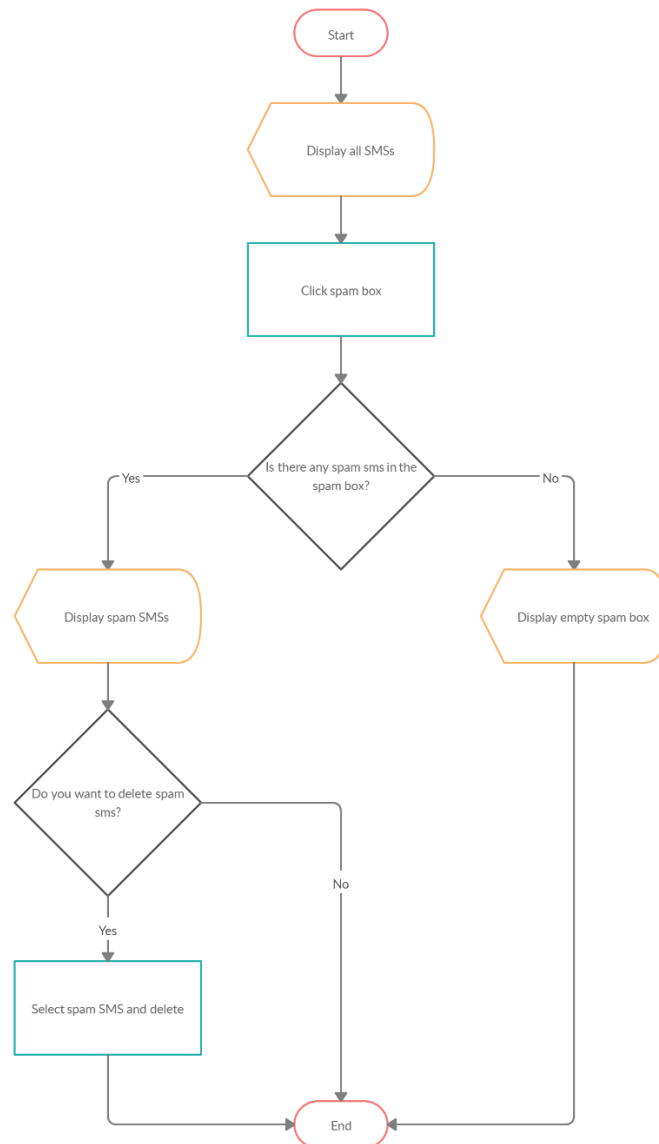 Start
Display all SMSs
Click spam box
Is there any spam sms in the
spam box?
Yes
No
Display spam SMSs
Display empty spam box
Do you want to delete spam
sms?
No
Yes
Select spam SMS and delete
End